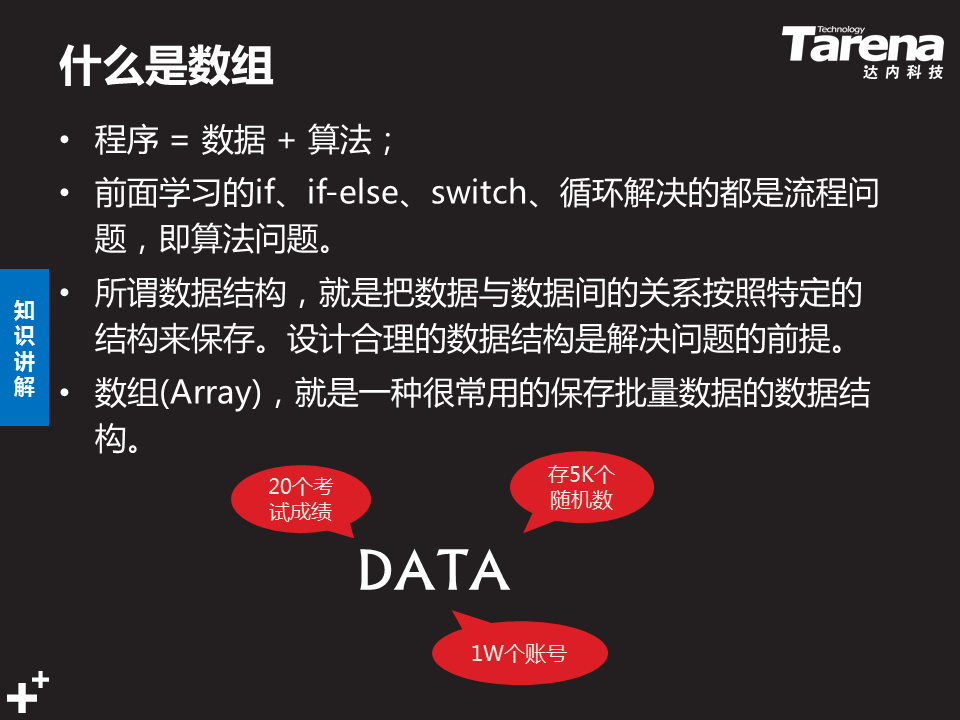 什么是数组
Technology
Tarena
达内科技
• 程序 = 数据 + 算法；
• 前面学习的if、if-else、switch、循环解决的都是流程问
题，即算法问题。
• 所谓数据结构，就是把数据与数据间的关系按照特定的
结构来保存。设计合理的数据结构是解决问题的前提。
• 数组(Array)，就是一种很常用的保存批量数据的数据结
构。
知
识
讲
解
20个考
试成绩
存5K个
随机数
DATA
1W个账号